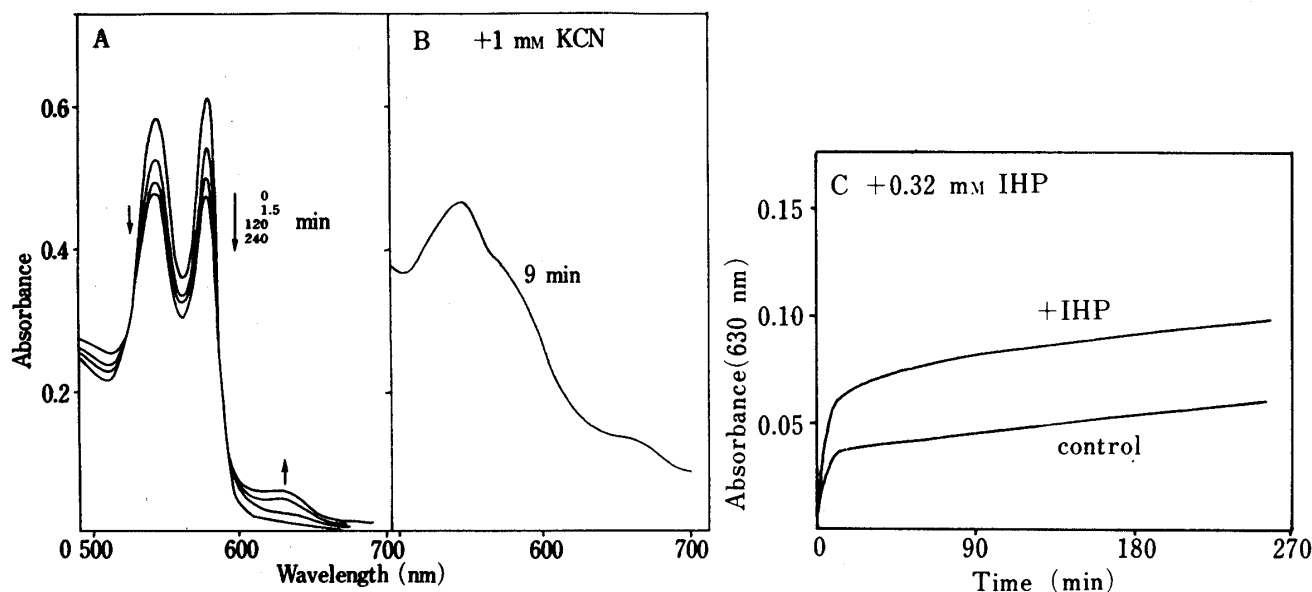 A
B +1 mM KCN
C +0.32 mM IHP
0.6
0.4
0.2
0
1.5
120
240
min
9 min
0 500
600
700
600
700
Absorbance
Wavelength (nm)
0.15
0.10
0.05
+IHP
control
0
90
180
270
Absorbance(630 nm)
Time (min)